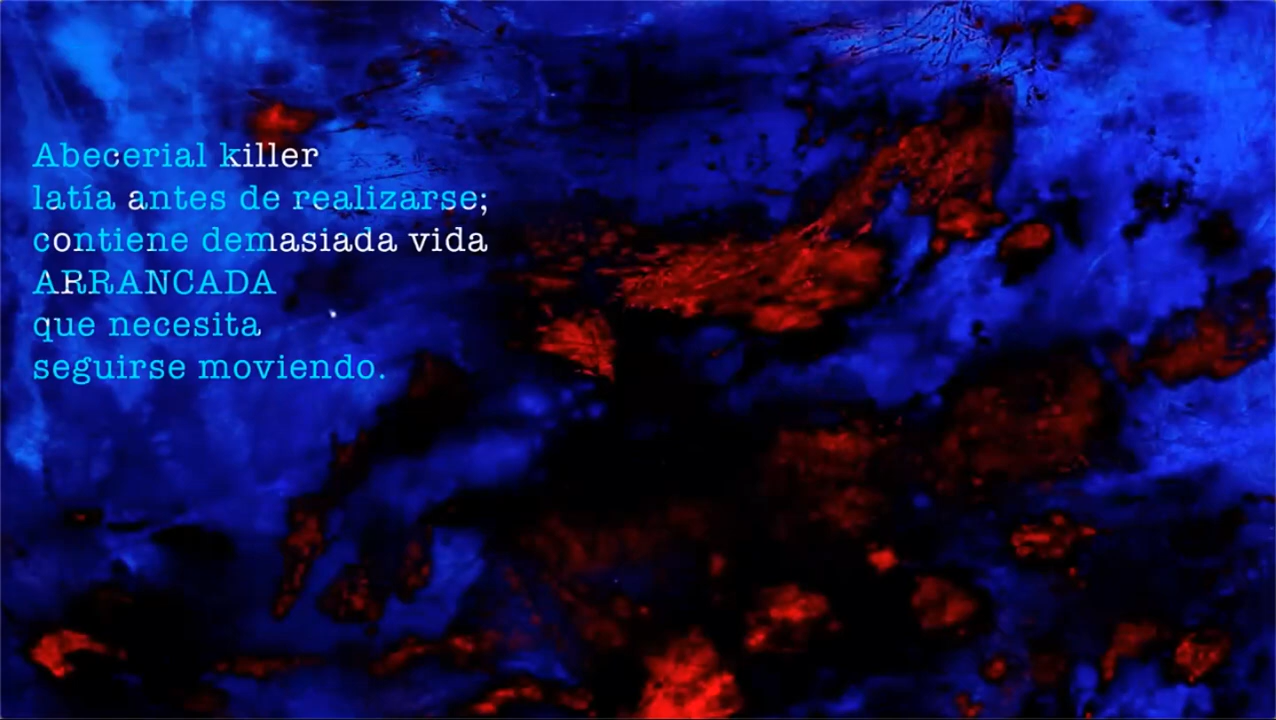 Abecerial killer
latía antes de realizarse;
contiene demasiada vida
ARRANCADA
que necesita
seguirse moviendo.